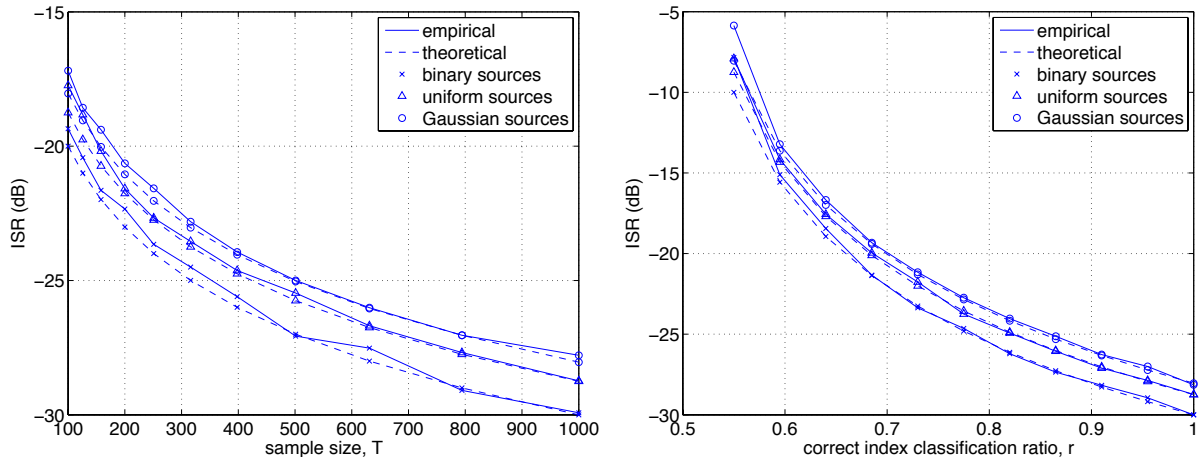 −15
−20
−25
−30
ISR (dB)
100 200 300 400 500 600 700 800 900 1000
sample size, T
empirical
theoretical
binary sources
uniform sources
Gaussian sources
−5
−10
−15
−20
−25
−30
ISR (dB)
0.5 0.6 0.7 0.8 0.9 1
correct index classification ratio, r
empirical
theoretical
binary sources
uniform sources
Gaussian sources